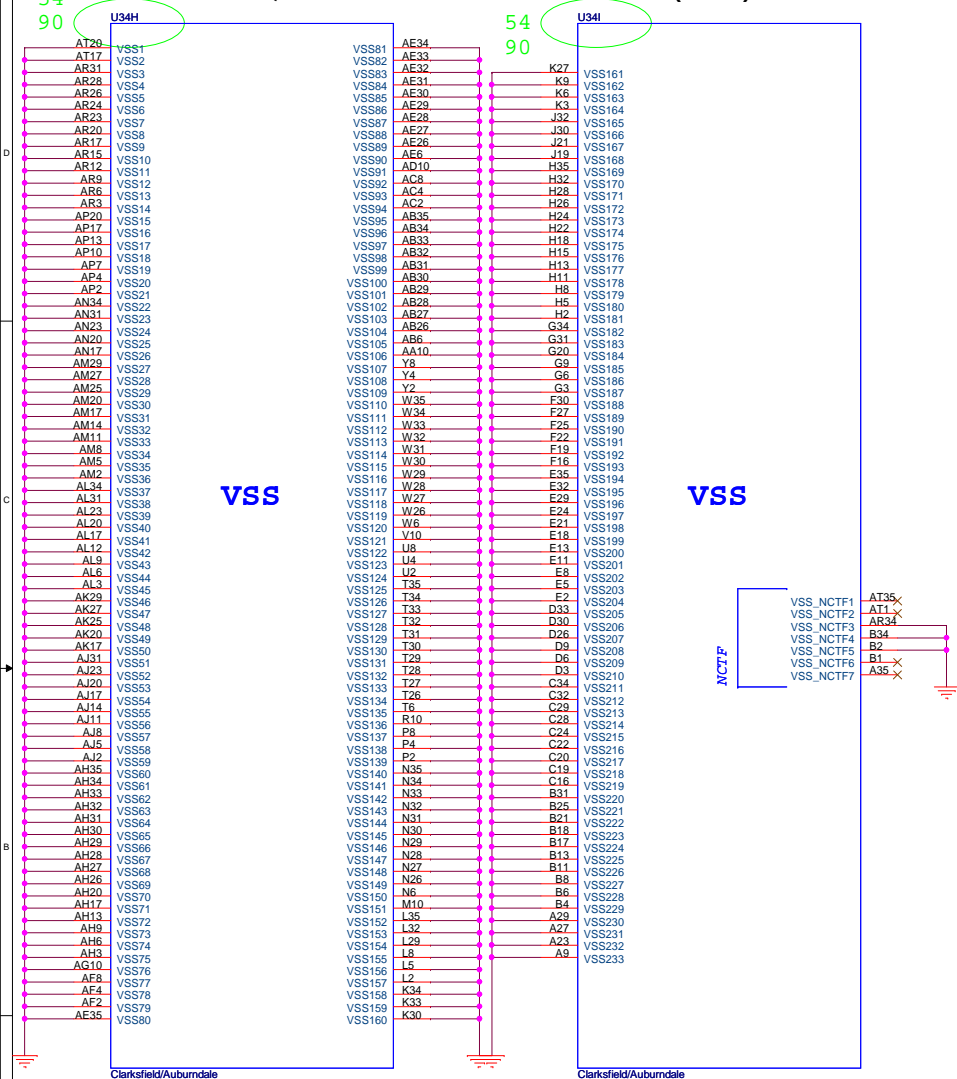 54
90
U34H
AT20 VSS1 VSS81 AE34
AT17 VSS2 VSS82 AE33
AR31 VSS3 VSS83 AE32
AR28 VSS4 VSS84 AE31
AR26 VSS5 VSS85 AE30
AR24 VSS6 VSS86 AE29
AR23 VSS7 VSS87 AE28
AR20 VSS8 VSS88 AE27
AR17 VSS9 VSS89 AE26
AR15 VSS10 VSS90 AE6
AR12 VSS11 VSS91 AD10
AR9 VSS12 VSS92 AC8
AR6 VSS13 VSS93 AC4
AR3 VSS14 VSS94 AC2
AP20 VSS15 VSS95 AB35
AP17 VSS16 VSS96 AB34
AP13 VSS17 VSS97 AB33
AP10 VSS18 VSS98 AB32
AP7 VSS19 VSS99 AB31
AP4 VSS20 VSS100 AB30
AP2 VSS21 VSS101 AB29
AN34 VSS22 VSS102 AB28
AN31 VSS23 VSS103 AB27
AN23 VSS24 VSS104 AB26
AN20 VSS25 VSS105 AB6
AN17 VSS26 VSS106 AA10
AM29 VSS27 VSS107 Y8
AM27 VSS28 VSS108 Y4
AM25 VSS29 VSS109 Y2
AM20 VSS30 VSS110 W35
AM17 VSS31 VSS111 W34
AM14 VSS32 VSS112 W33
AM11 VSS33 VSS113 W32
AM8 VSS34 VSS114 W31
AM5 VSS35 VSS115 W30
AM2 VSS36 VSS116 W29
AL34 VSS37 VSS117 W28
AL31 VSS38 VSS118 W27
AL23 VSS39 VSS119 W26
AL20 VSS40 VSS120 W6
AL17 VSS41 VSS121 V10
AL12 VSS42 VSS122 U8
AL9 VSS43 VSS123 U4
AL6 VSS44 VSS124 U2
AL3 VSS45 VSS125 T35
AK29 VSS46 VSS126 T34
AK27 VSS47 VSS127 T33
AK25 VSS48 VSS128 T32
AK20 VSS49 VSS129 T31
AK17 VSS50 VSS130 T30
AJ31 VSS51 VSS131 T29
AJ23 VSS52 VSS132 T28
AJ20 VSS53 VSS133 T27
AJ17 VSS54 VSS134 T26
AJ14 VSS55 VSS135 T6
AJ11 VSS56 VSS136 R10
AJ8 VSS57 VSS137 P8
AJ5 VSS58 VSS138 P4
AJ2 VSS59 VSS139 P2
AH35 VSS60 VSS140 N35
AH34 VSS61 VSS141 N34
AH33 VSS62 VSS142 N33
AH32 VSS63 VSS143 N32
AH31 VSS64 VSS144 N31
AH30 VSS65 VSS145 N30
AH29 VSS66 VSS146 N29
AH28 VSS67 VSS147 N28
AH27 VSS68 VSS148 N27
AH26 VSS69 VSS149 N26
AH20 VSS70 VSS150 N6
AH17 VSS71 VSS151 M10
AH13 VSS72 VSS152 L35
AH9 VSS73 VSS153 L32
AH6 VSS74 VSS154 L29
AH3 VSS75 VSS155 L8
AG10 VSS76 VSS156 L5
AF8 VSS77 VSS157 L2
AF4 VSS78 VSS158 K34
AF2 VSS79 VSS159 K33
AE35 VSS80 VSS160 K30
VSS
Clarksfield/Auburndale
54
90
U34I
K27 VSS161
K9 VSS162
K6 VSS163
K3 VSS164
J32 VSS165
J30 VSS166
J21 VSS167
J19 VSS168
H35 VSS169
H32 VSS170
H28 VSS171
H26 VSS172
H24 VSS173
H22 VSS174
H18 VSS175
H15 VSS176
H13 VSS177
H11 VSS178
H8 VSS179
H5 VSS180
H2 VSS181
G34 VSS182
G31 VSS183
G20 VSS184
G9 VSS185
G6 VSS186
G3 VSS187
F30 VSS188
F27 VSS189
F25 VSS190
F22 VSS191
F19 VSS192
F16 VSS193
E35 VSS194
E32 VSS195
E29 VSS196
E24 VSS197
E21 VSS198
E18 VSS199
E13 VSS200
E11 VSS201
E8 VSS202
E5 VSS203
E2 VSS204
D33 VSS205
D30 VSS206
D26 VSS207
D9 VSS208
D6 VSS209
D3 VSS210
C34 VSS211
C32 VSS212
C29 VSS213
C28 VSS214
C24 VSS215
C22 VSS216
C20 VSS217
C19 VSS218
C16 VSS219
B31 VSS220
B25 VSS221
B21 VSS222
B18 VSS223
B17 VSS224
B13 VSS225
B11 VSS226
B8 VSS227
B6 VSS228
B4 VSS229
A29 VSS230
A27 VSS231
A23 VSS232
A9 VSS233
VSS
NCTF
VSS_NCTF1 AT35
VSS_NCTF2 AT1
VSS_NCTF3 AR34
VSS_NCTF4 B34
VSS_NCTF5 B2
VSS_NCTF6 B1
VSS_NCTF7 A35
Clarksfield/Auburndale
D
C
B